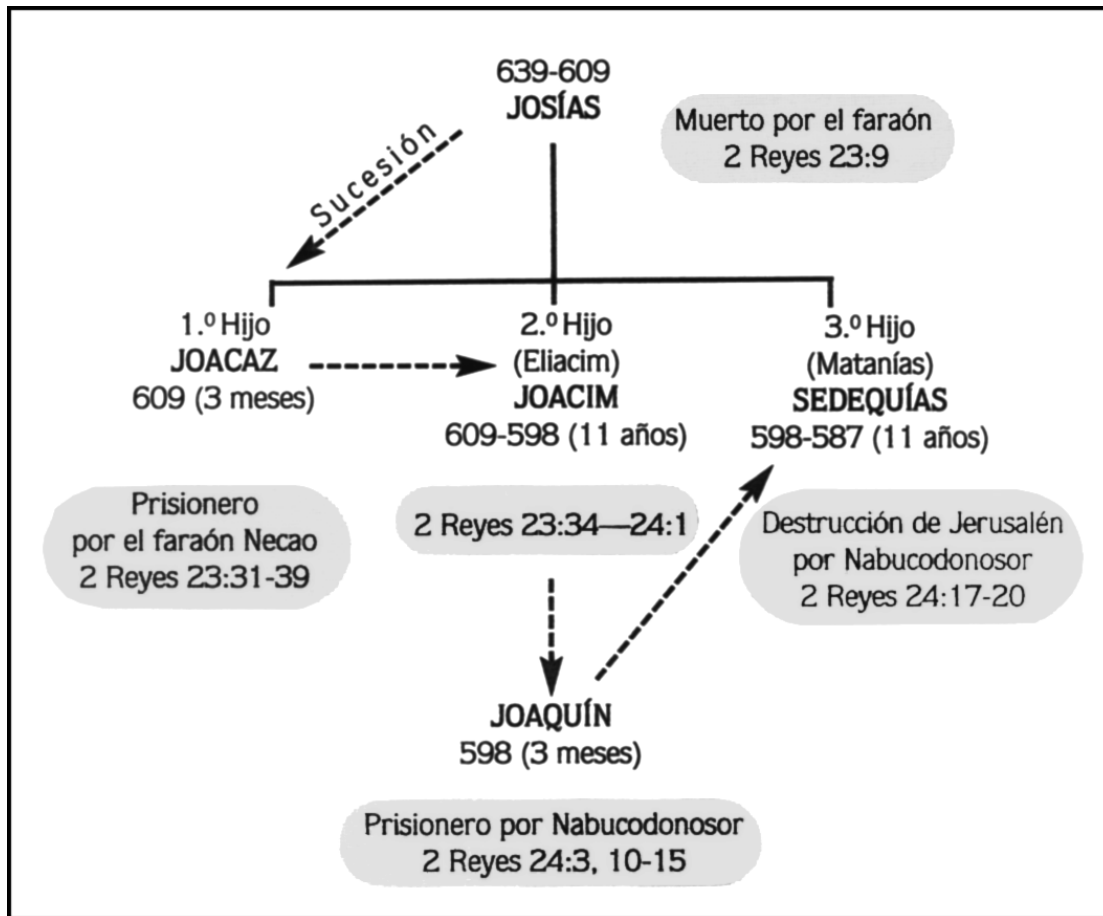 639-609
JOSÍAS
Muerto por el faraón
2 Reyes 23:9
Sucesión
1.º Hijo
JOACAZ
609 (3 meses)
2.º Hijo
(Eliacim)
JOACIM
609-598 (11 años)
3.º Hijo
(Matanías)
SEDEQUÍAS
598-587 (11 años)
Prisionero
por el faraón Necao
2 Reyes 23:31-39
2 Reyes 23:34—24:1
Destrucción de Jerusalén
por Nabucodonosor
2 Reyes 24:17-20
JOAQUÍN
598 (3 meses)
Prisionero por Nabucodonosor
2 Reyes 24:3, 10-15